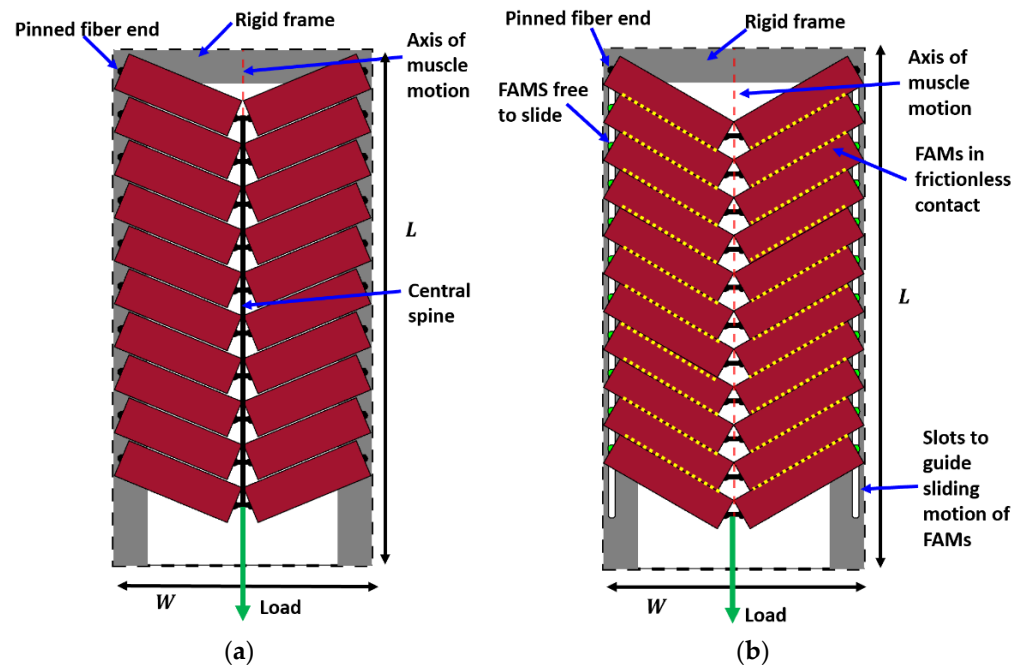 Pinned fiber end
Rigid frame
Axis of
muscle
motion
L
Central
spine
W
Load
(a)
Pinned fiber end
Rigid frame
FAMS free
to slide
Axis of
muscle
motion
FAMs in
frictionless
contact
L
Slots to
guide
sliding
motion of
FAMs
W
Load
(b)